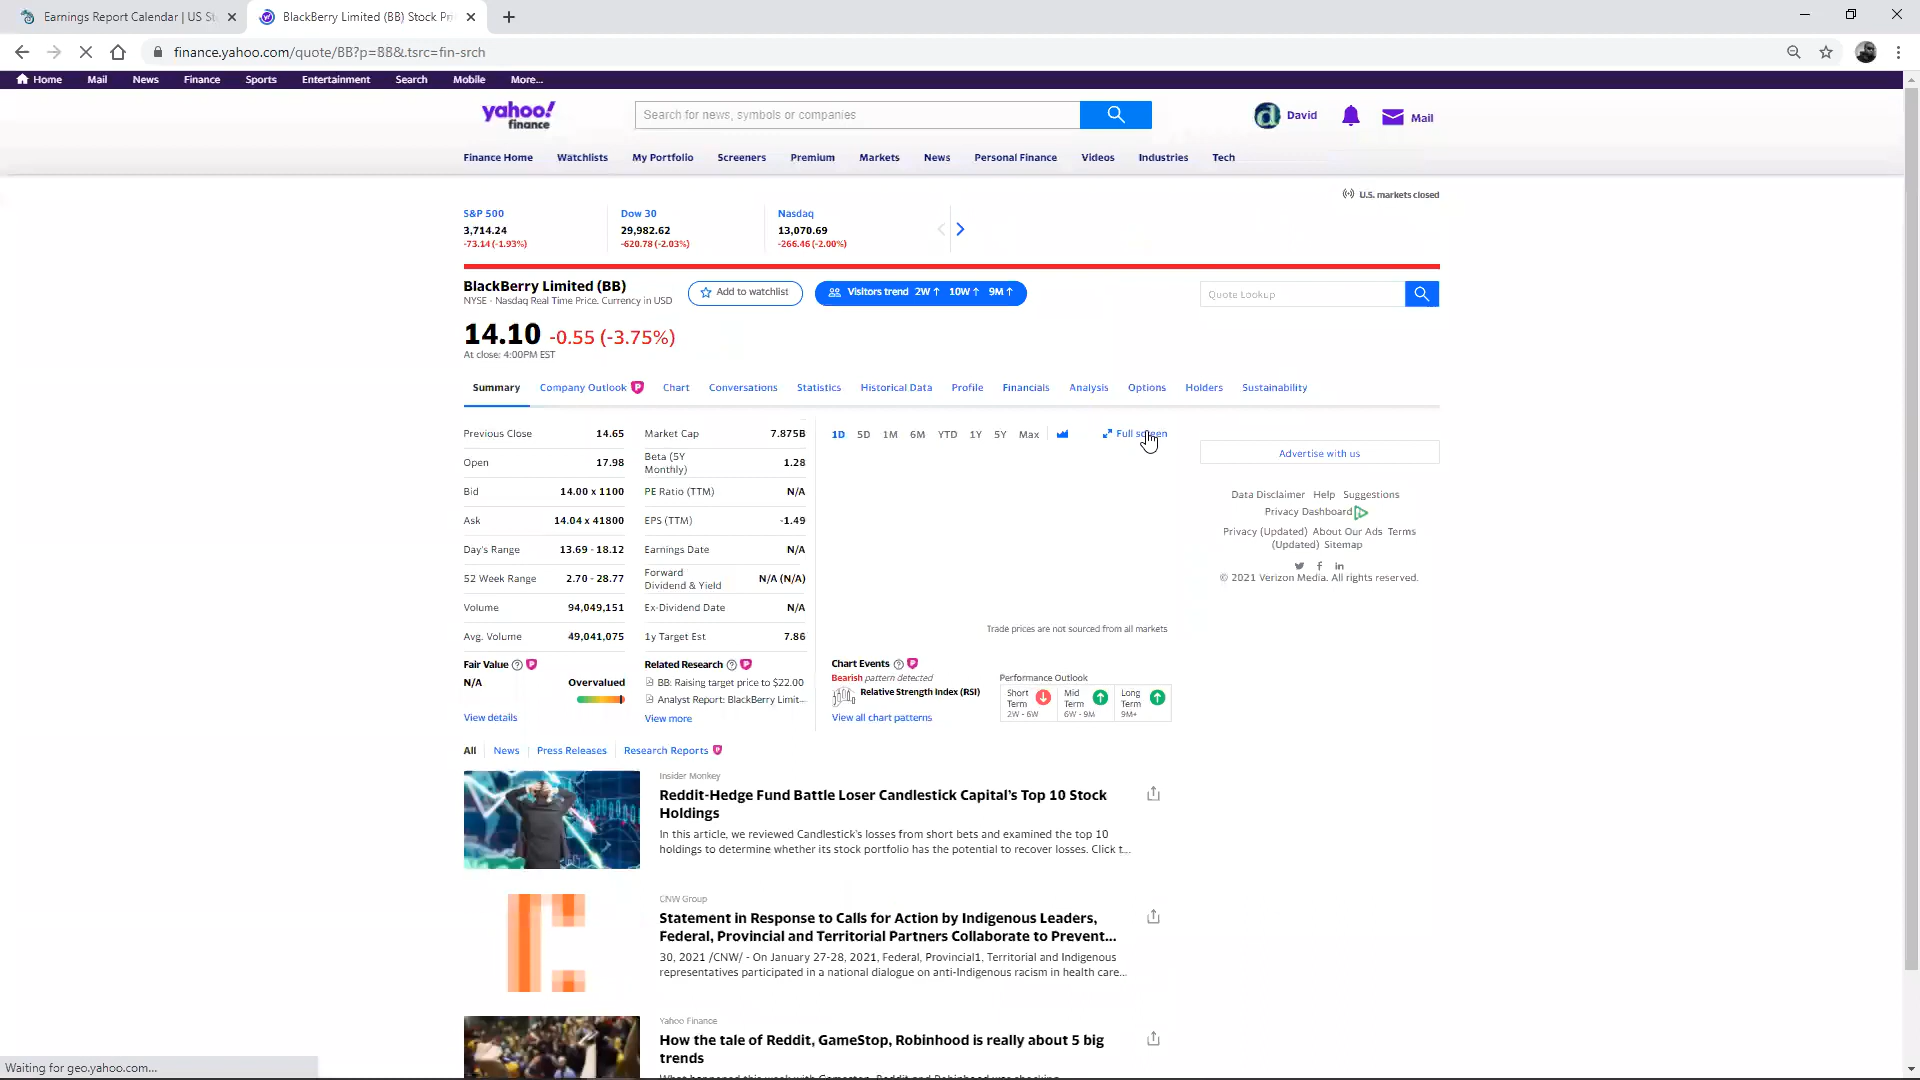 Earnings Report Calendar | US St
BlackBerry Limited (BB) Stock Pri
finance.yahoo.com/quote/BB?p=BB&.tsrc=fin-srch
Home Mail News Finance Sports Entertainment Search Mobile More...
yahoo!
finance
Search for news, symbols or companies
David
Mail
Finance Home Watchlists My Portfolio Screeners Premium Markets News Personal Finance Videos Industries Tech
U.S. markets closed
S&P 500
3,714.24
-73.14 (-1.93%)
Dow 30
29,982.62
-620.78 (-2.03%)
Nasdaq
13,070.69
-266.46 (-2.00%)
BlackBerry Limited (BB)
NYSE - Nasdaq Real Time Price. Currency in USD
Add to watchlist
Visitors trend 2W↑ 10W↑ 9M↑
Quote Lookup
14.10 -0.55 (-3.75%)
At close: 4:00PM EST
Summary Company Outlook P Chart Conversations Statistics Historical Data Profile Financials Analysis Options Holders Sustainability
Previous Close 14.65
Open 17.98
Bid 14.00 x 1100
Ask 14.04 x 41800
Day's Range 13.69 - 18.12
52 Week Range 2.70 - 28.77
Volume 94,049,151
Avg. Volume 49,041,075
Market Cap 7.875B
Beta (5Y
Monthly) 1.28
PE Ratio (TTM) N/A
EPS (TTM) -1.49
Earnings Date N/A
Forward
Dividend & Yield N/A (N/A)
Ex-Dividend Date N/A
1y Target Est 7.86
1D 5D 1M 6M YTD 1Y 5Y Max
Full screen
Trade prices are not sourced from all markets
Advertise with us
Data Disclaimer Help Suggestions
Privacy Dashboard
Privacy (Updated) About Our Ads Terms
(Updated) Sitemap
© 2021 Verizon Media. All rights reserved.
Fair Value ? P
N/A Overvalued
View details
Related Research ? P
BB: Raising target price to $22.00
Analyst Report: BlackBerry Limit...
View more
Chart Events ? P
Bearish pattern detected
Relative Strength Index (RSI)
View all chart patterns
Performance Outlook
Short
Term
2W - 6W
Mid
Term
6W - 9M
Long
Term
9M+
All News Press Releases Research Reports P
Insider Monkey
Reddit-Hedge Fund Battle Loser Candlestick Capital's Top 10 Stock
Holdings
In this article, we reviewed Candlestick's losses from short bets and examined the top 10
holdings to determine whether its stock portfolio has the potential to recover losses. Click t...
CNW Group
Statement in Response to Calls for Action by Indigenous Leaders,
Federal, Provincial and Territorial Partners Collaborate to Prevent...
30, 2021 /CNW/ - On January 27-28, 2021, Federal, Provincial1, Territorial and Indigenous
representatives participated in a national dialogue on anti-Indigenous racism in health care...
Yahoo Finance
How the tale of Reddit, GameStop, Robinhood is really about 5 big
trends
Waiting for geo.yahoo.com...